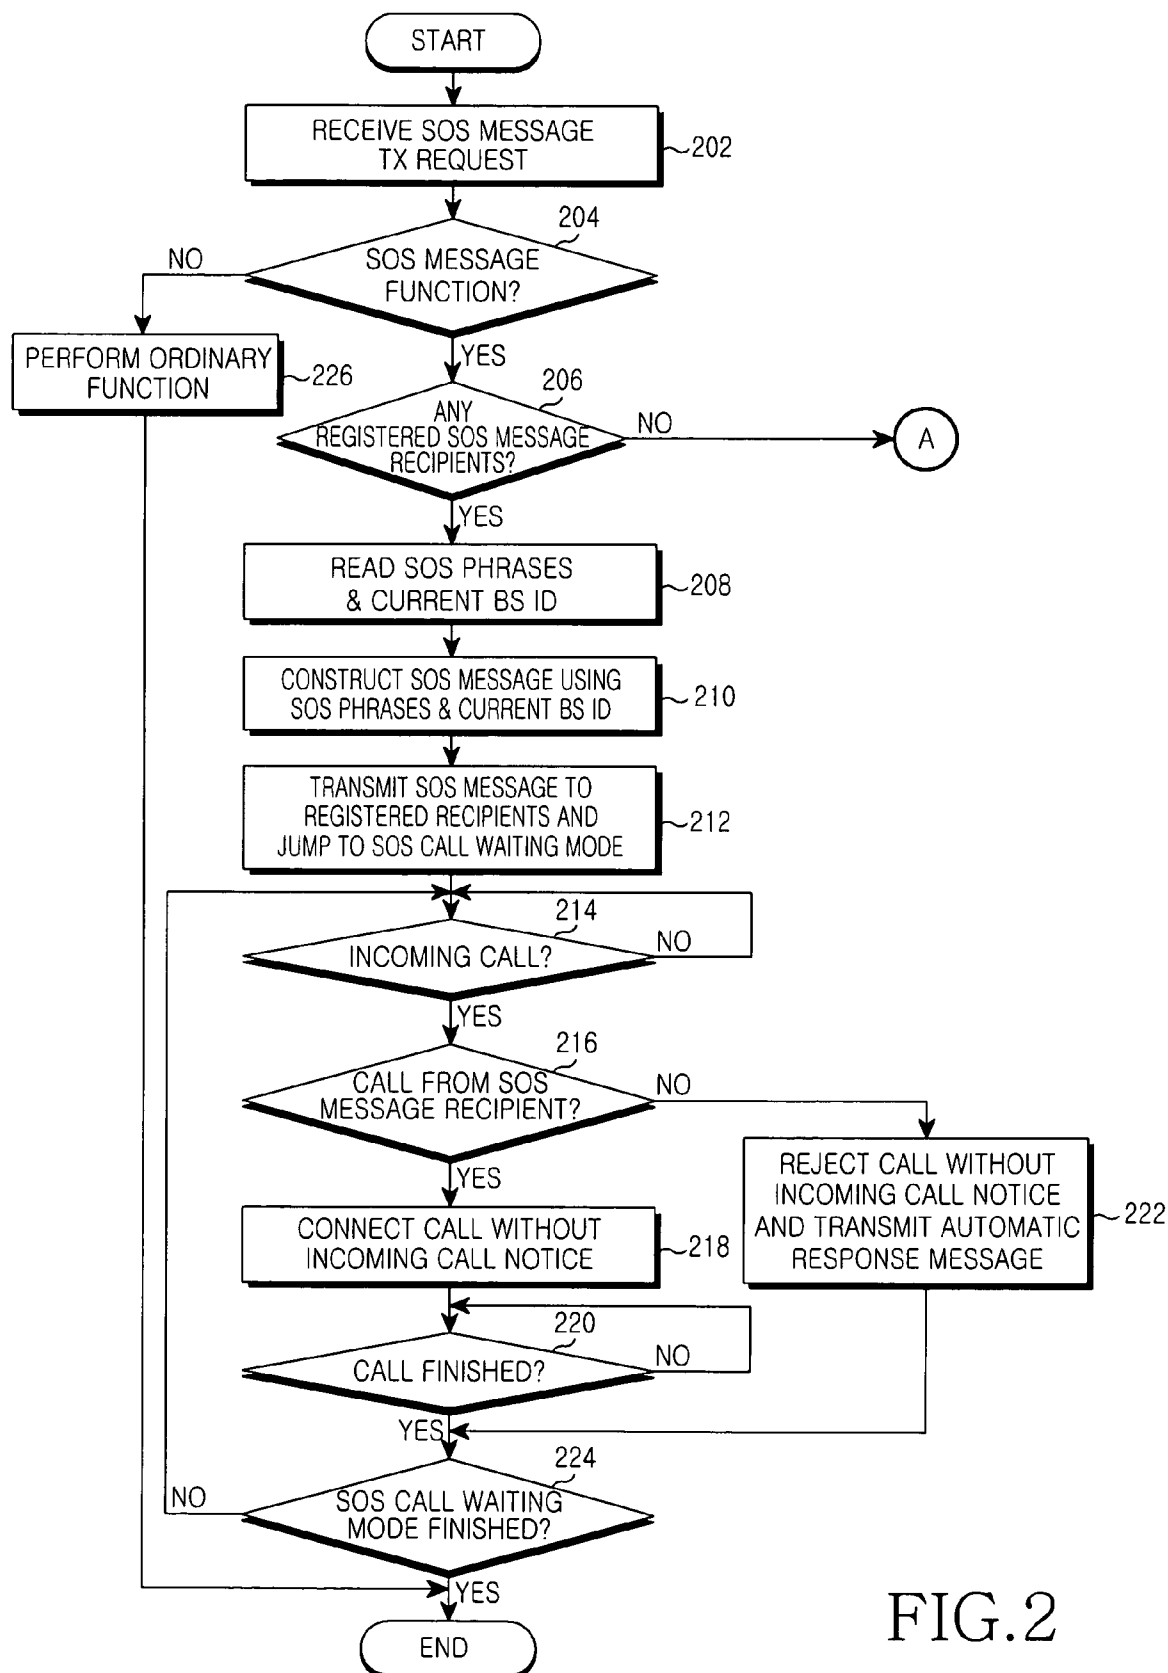 START
RECEIVE SOS MESSAGE
TX REQUEST
202
204
SOS MESSAGE
FUNCTION?
NO
YES
PERFORM ORDINARY
FUNCTION
226
206
ANY
REGISTERED SOS MESSAGE
RECIPIENTS?
NO
A
YES
READ SOS PHRASES
& CURRENT BS ID
208
CONSTRUCT SOS MESSAGE USING
SOS PHRASES & CURRENT BS ID
210
TRANSMIT SOS MESSAGE TO
REGISTERED RECIPIENTS AND
JUMP TO SOS CALL WAITING MODE
212
214
INCOMING CALL?
NO
YES
216
CALL FROM SOS
MESSAGE RECIPIENT?
NO
YES
REJECT CALL WITHOUT
INCOMING CALL NOTICE
AND TRANSMIT AUTOMATIC
RESPONSE MESSAGE
222
CONNECT CALL WITHOUT
INCOMING CALL NOTICE
218
220
CALL FINISHED?
NO
YES
224
SOS CALL WAITING
MODE FINISHED?
NO
YES
END
FIG.2